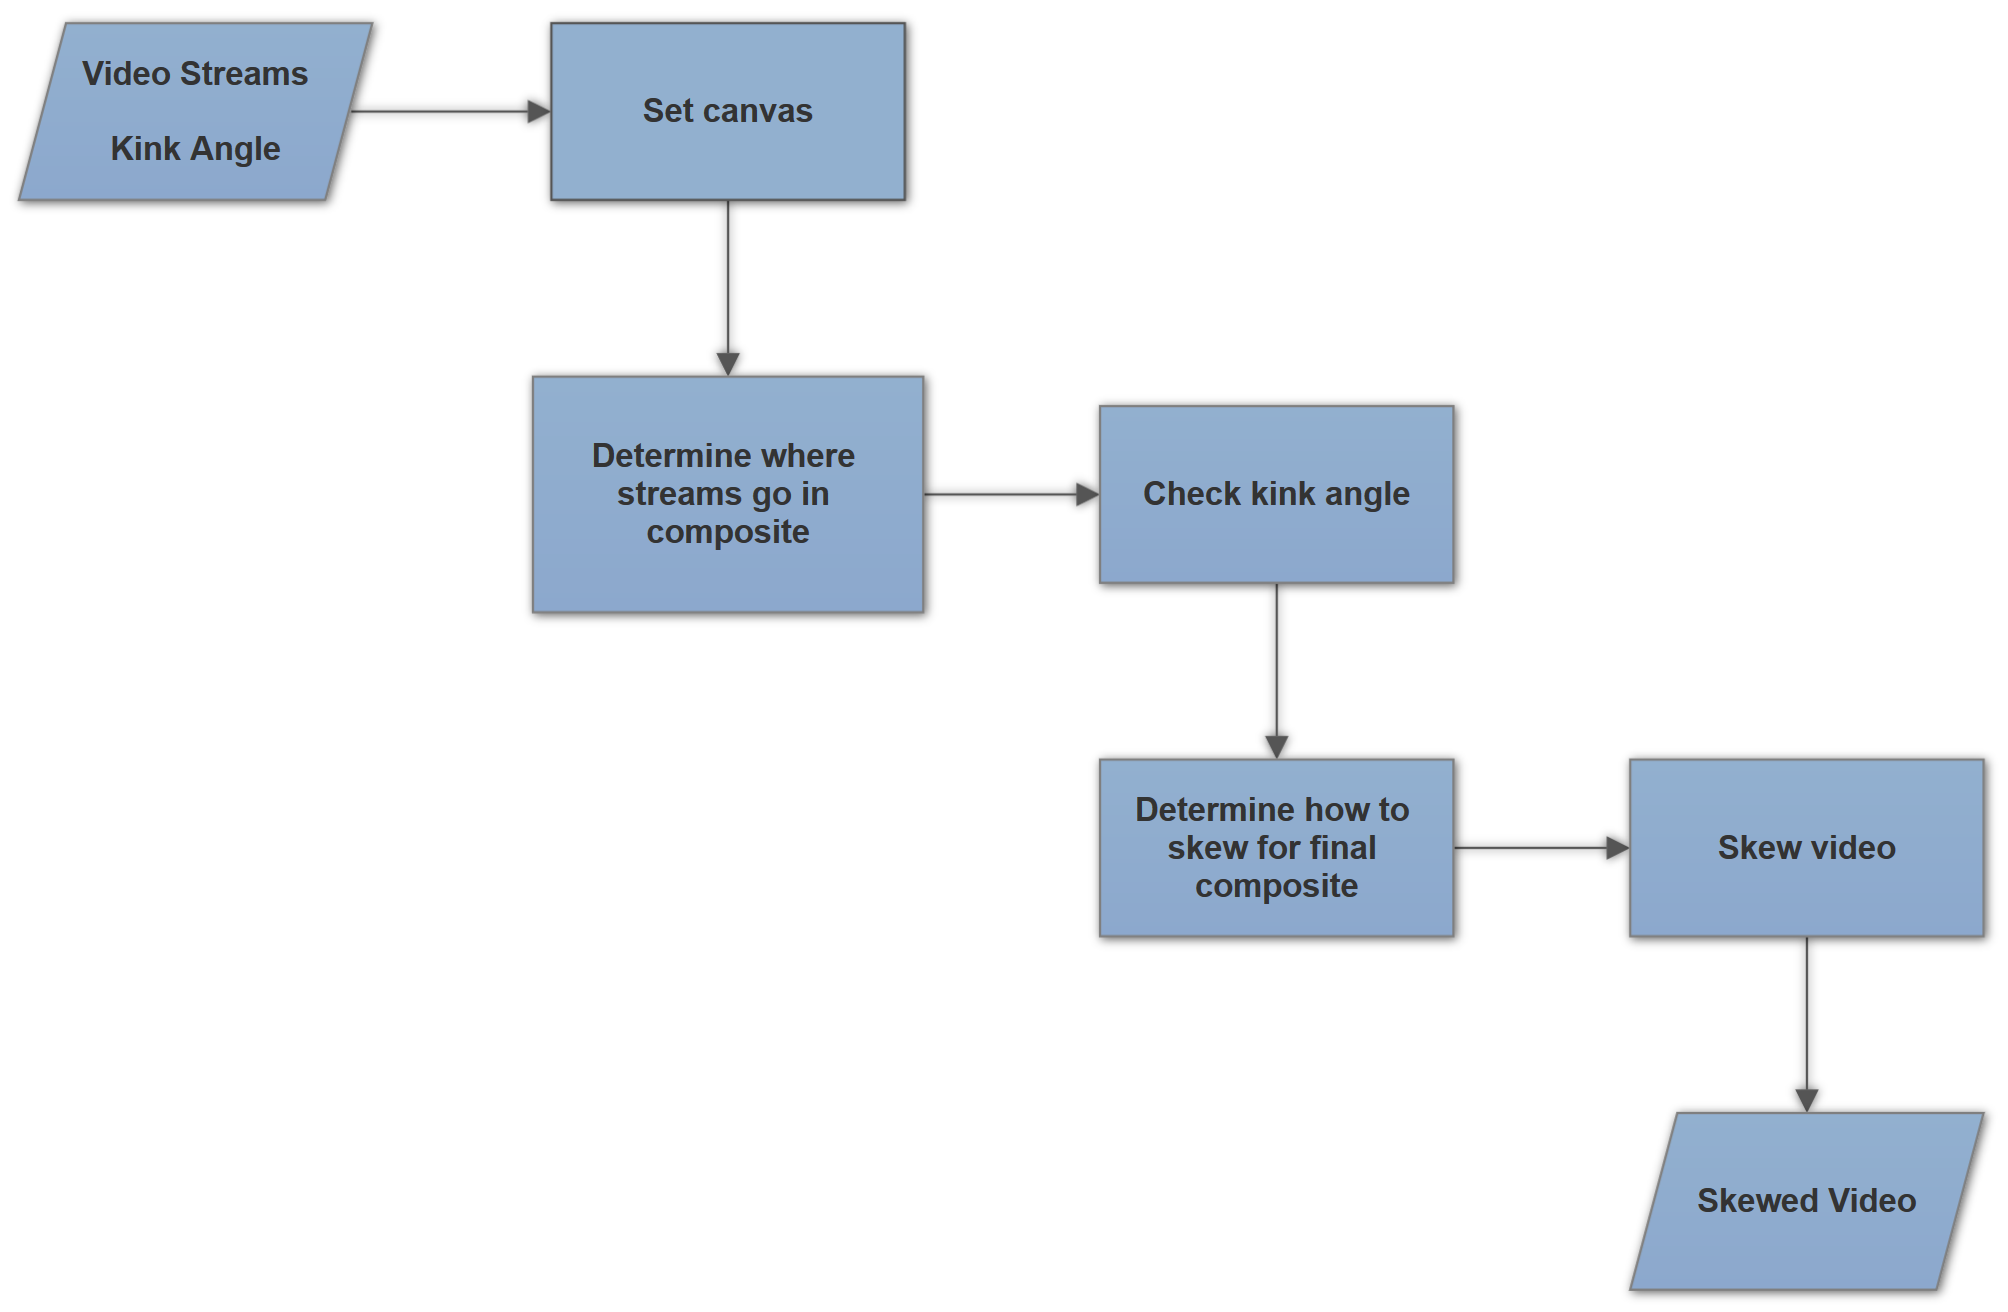 Video Streams
Kink Angle
Set canvas
Determine where
streams go in
composite
Check kink angle
Determine how to
skew for final
composite
Skew video
Skewed Video